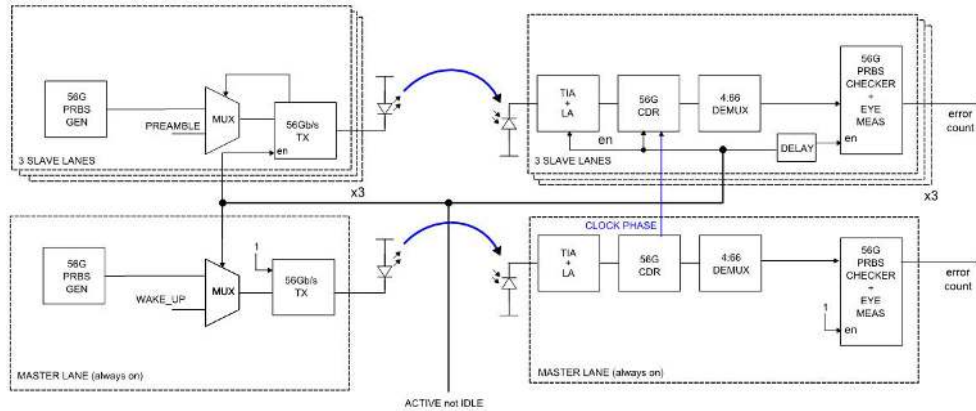 56G
PRBS
GEN
PREAMBLE
MUX
56Gb/s
TX
en
3 SLAVE LANES
x3
TIA
+
LA
56G
CDR
4:66
DEMUX
56G
PRBS
CHECKER
+
EYE
MEAS
en
en
DELAY
error
count
3 SLAVE LANES
x3
56G
PRBS
GEN
WAKE_UP
MUX
1
56Gb/s
TX
MASTER LANE (always on)
CLOCK PHASE
TIA
+
LA
56G
CDR
4:66
DEMUX
56G
PRBS
CHECKER
+
EYE
MEAS
1
en
error
count
MASTER LANE (always on)
ACTIVE not IDLE